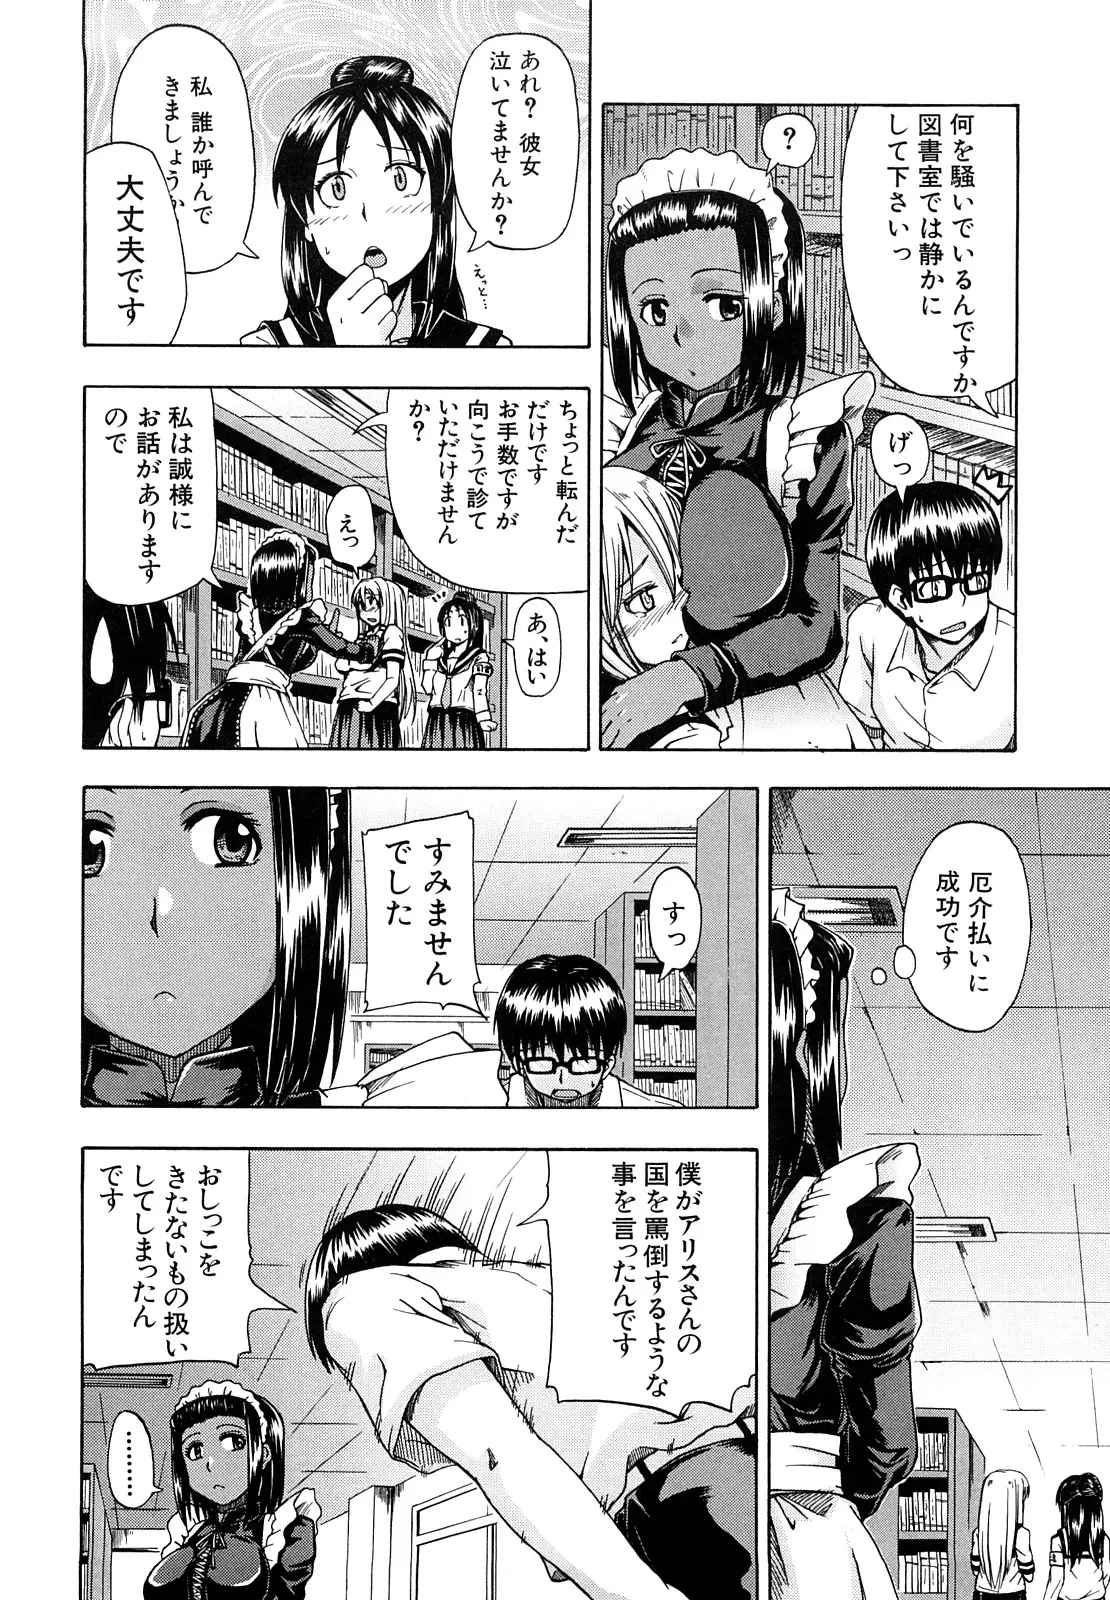 何を騒いでいるんですか
図書室では静かに
して下さいっ
?
げっ
あれ? 彼女
泣いてませんか?
えっと…
私 誰か呼んで
きましょうか
大丈夫です
ちょっと転んだ
だけです
お手数ですが
向こうで診て
いただけません
か?
えっ
あ、はい
私は誠様に
お話があります
ので
厄介払いに
成功です
すっ
すみません
でした
僕がアリスさんの
国を罵倒するような
事を言ったんです
おしっこを
きたないもの扱い
してしまったん
です
………